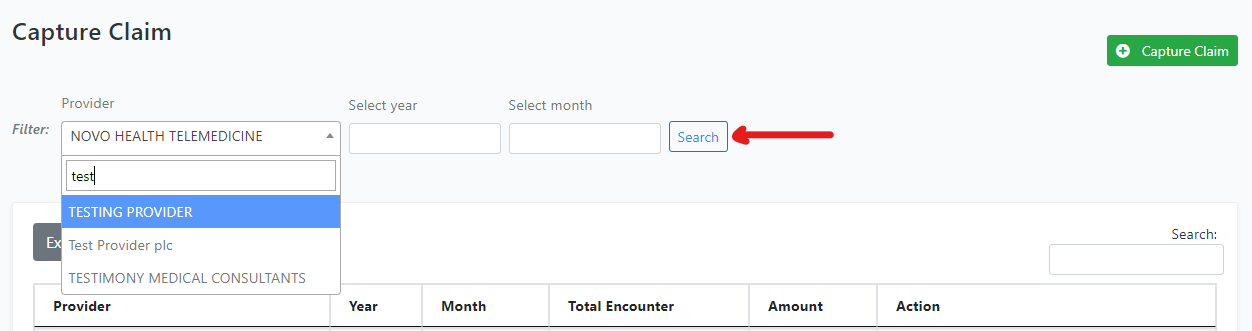 Capture Claim
Capture Claim
Provider
Select year
Select month
Filter:
NOVO HEALTH TELEMEDICINE
Search
test
TESTING PROVIDER
Test Provider plc
TESTIMONY MEDICAL CONSULTANTS
Ex
Search:
Provider
Year
Month
Total Encounter
Amount
Action